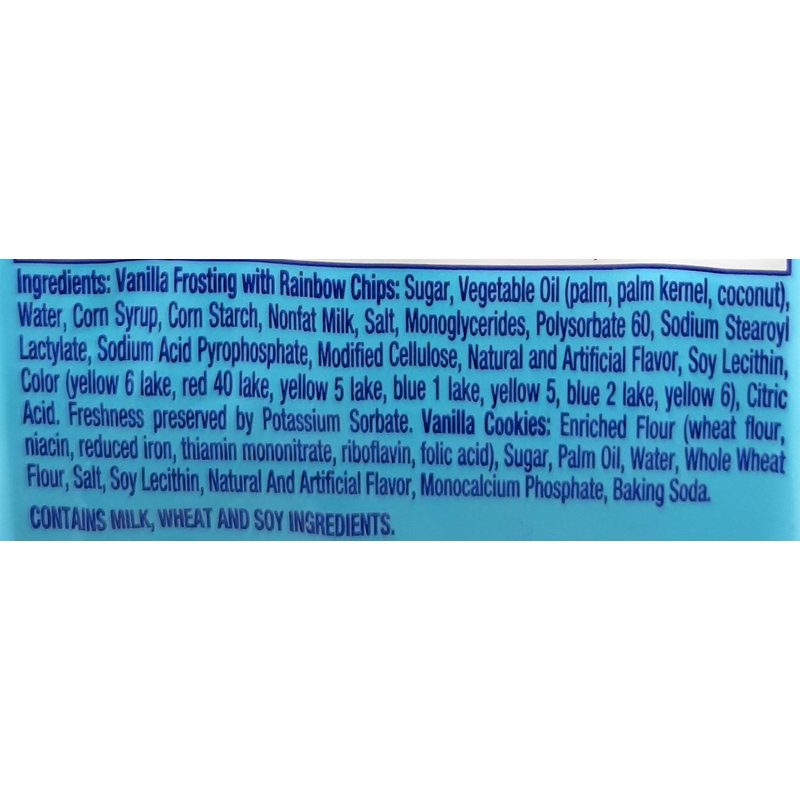 Ingredients: Vanilla Frosting with Rainbow Chips: Sugar, Vegetable Oil (palm, palm kernel, coconut),
Water, Corn Syrup, Corn Starch, Nonfat Milk, Salt, Monoglycerides, Polysorbate 60, Sodium Stearoyl
Lactylate, Sodium Acid Pyrophosphate, Modified Cellulose, Natural and Artificial Flavor, Soy Lecithin,
Color (yellow 6 lake, red 40 lake, yellow 5 lake, blue 1 lake, yellow 5, blue 2 lake, yellow 6), Citric
Acid. Freshness preserved by Potassium Sorbate. Vanilla Cookies: Enriched Flour (wheat flour,
niacin, reduced iron, thiamin mononitrate, riboflavin, folic acid), Sugar, Palm Oil, Water, Whole Wheat
Flour, Salt, Soy Lecithin, Natural And Artificial Flavor, Monocalcium Phosphate, Baking Soda.
CONTAINS MILK, WHEAT AND SOY INGREDIENTS.